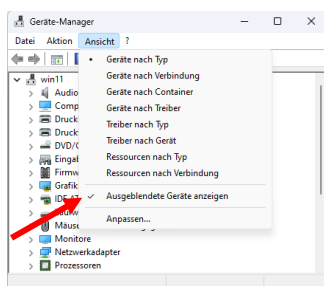 Geräte-Manager
Datei Aktion Ansicht ?
Geräte nach Typ
Geräte nach Verbindung
Geräte nach Container
Geräte nach Treiber
Treiber nach Typ
Treiber nach Gerät
Ressourcen nach Typ
Ressourcen nach Verbindung
Ausgeblendete Geräte anzeigen
Anpassen...
win11
Audio
Comp
Druck
Druck
DVD/C
Eingal
Firmw
Grafik
Mäuse
Monitore
Netzwerkadapter
Prozessoren